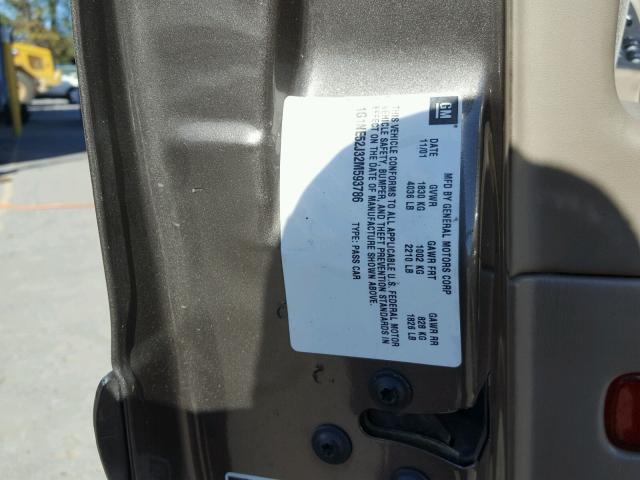 GM
MFD BY GENERAL MOTORS CORP
DATE GVWR GAWR FRT GAWR RR
11/01 1830 KG 1002 KG 828 KG
4036 LB 2210 LB 1826 LB
THIS VEHICLE CONFORMS TO ALL APPLICABLE U.S. FEDERAL MOTOR
VEHICLE SAFETY, BUMPER, AND THEFT PREVENTION STANDARDS IN
EFFECT ON THE DATE OF MANUFACTURE SHOWN ABOVE.
1G1NE52J32M593786 TYPE: PASS CAR